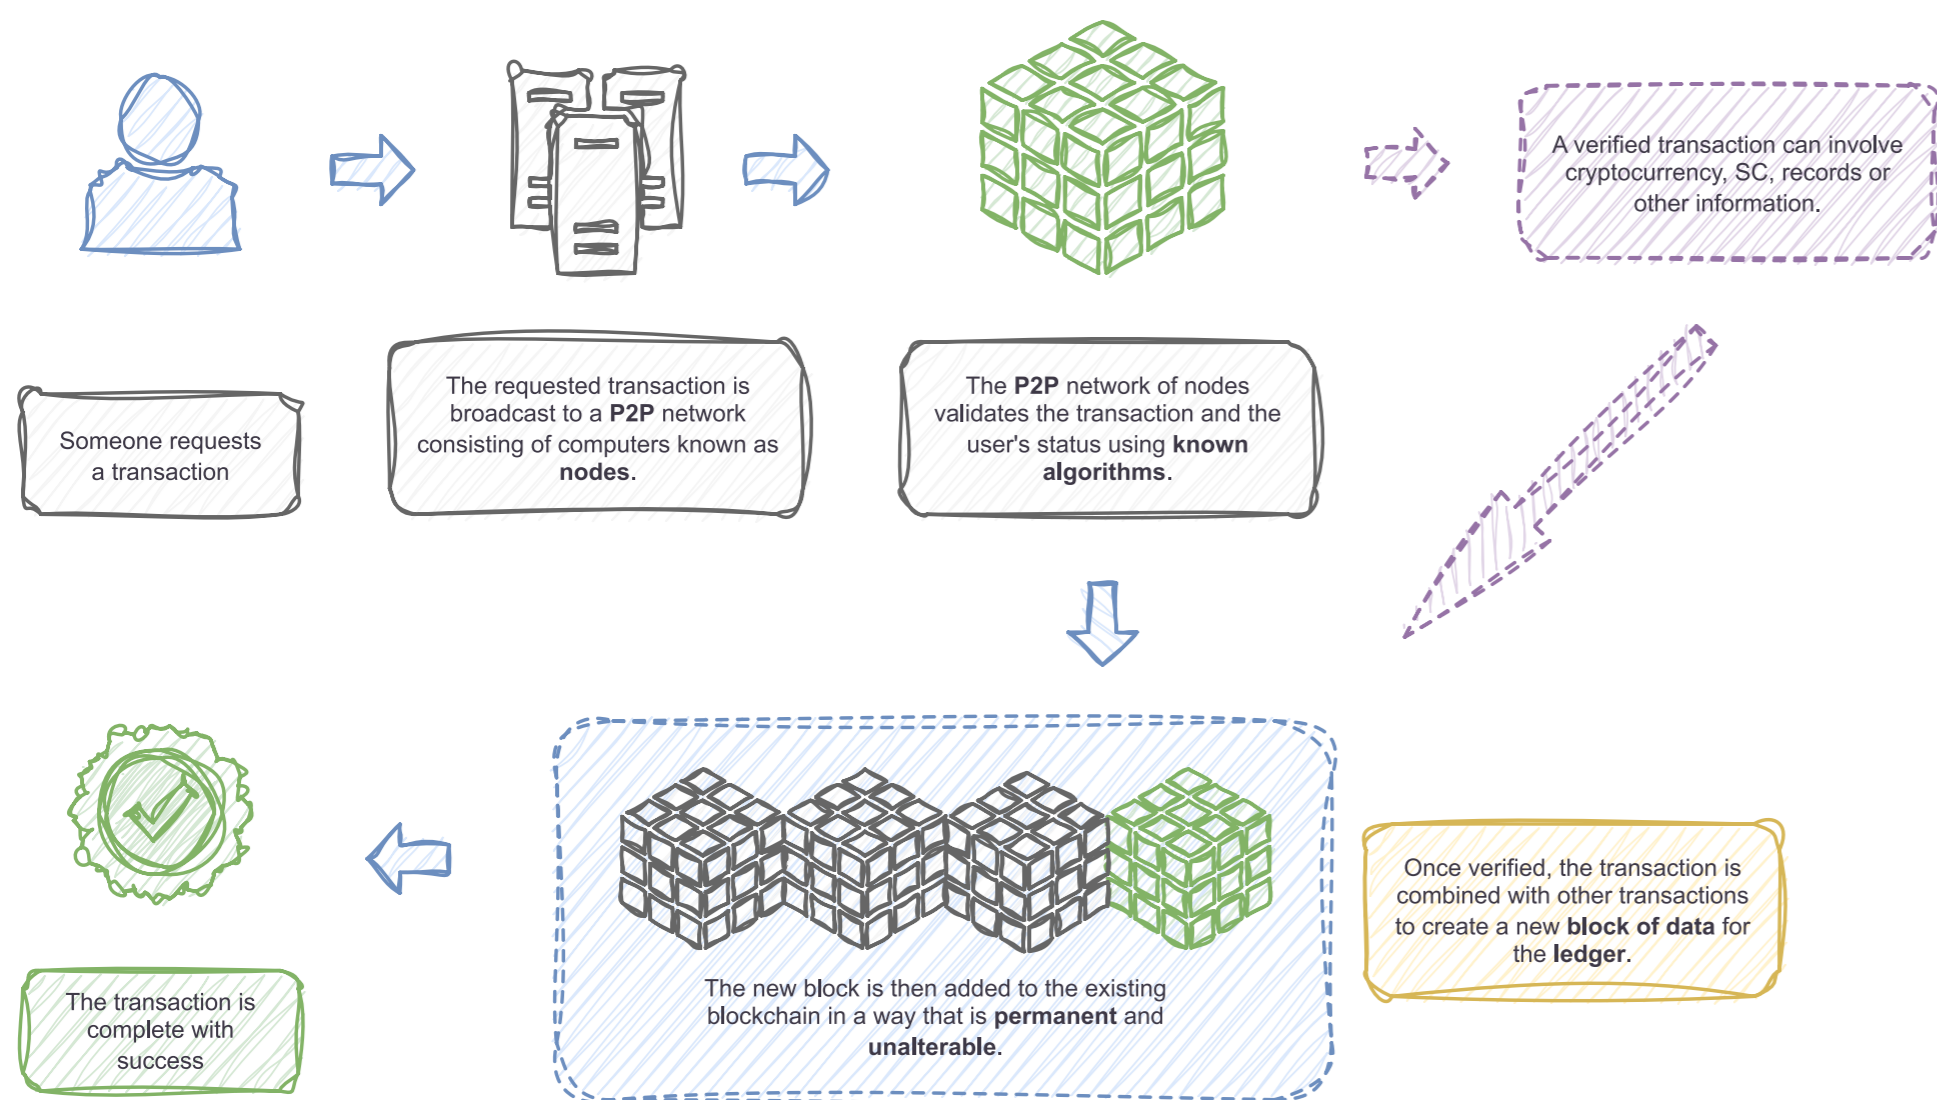 A verified transaction can involve
cryptocurrency, SC, records or
other information.
Someone requests
a transaction
The requested transaction is
broadcast to a P2P network
consisting of computers known as
nodes.
The P2P network of nodes
validates the transaction and the
user's status using known
algorithms.
Once verified, the transaction is
combined with other transactions
to create a new block of data for
the ledger.
The new block is then added to the existing
blockchain in a way that is permanent and
unalterable.
The transaction is
complete with
success